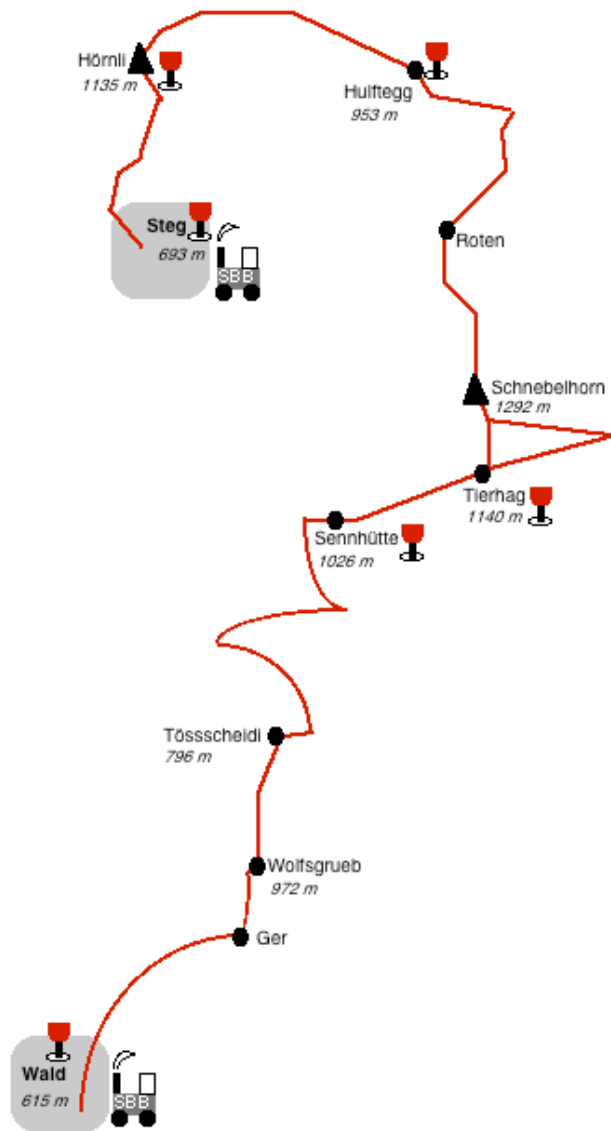 Hörnli
1135 m
Hulftegg
953 m
Steg
693 m
SBB
Roten
Schnebelhorn
1292 m
Tierhag
1140 m
Sennhütte
1026 m
Tössscheidi
796 m
Wolfsgrueb
972 m
Ger
Wald
615 m
SBB